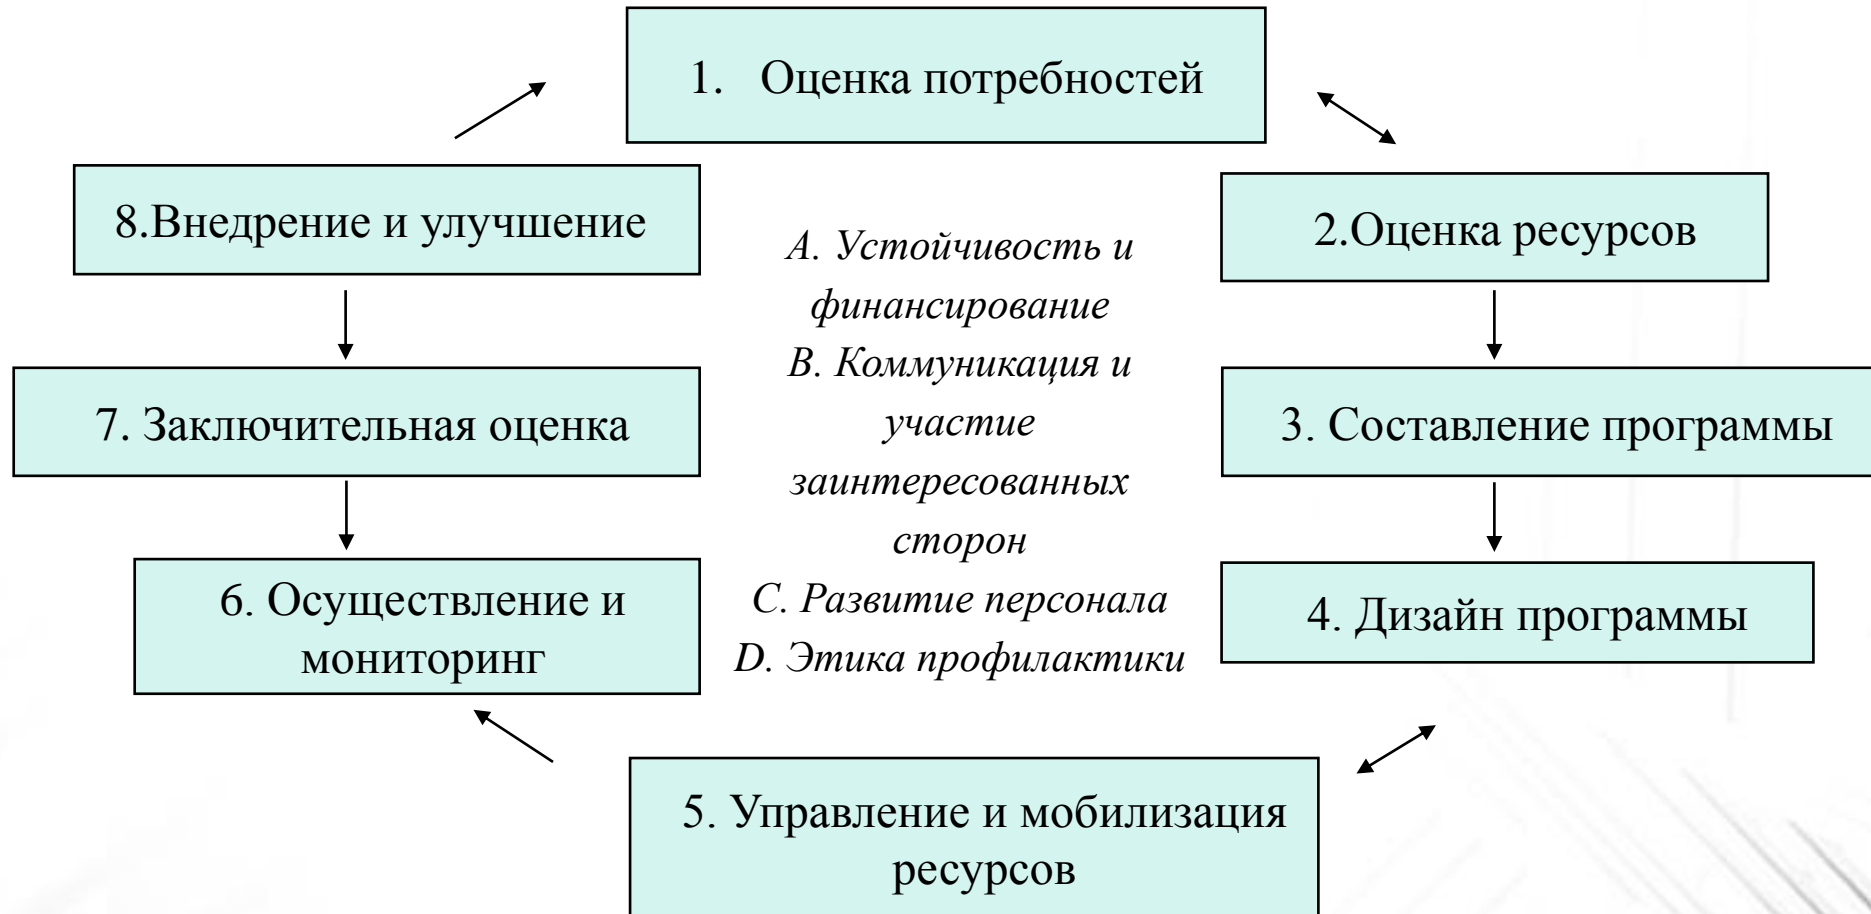 1. Оценка потребностей
8.Внедрение и улучшение
2.Оценка ресурсов
A. Устойчивость и
финансирование
B. Коммуникация и
участие
заинтересованных
сторон
C. Развитие персонала
D. Этика профилактики
7. Заключительная оценка
3. Составление программы
6. Осуществление и
мониторинг
4. Дизайн программы
5. Управление и мобилизация
ресурсов